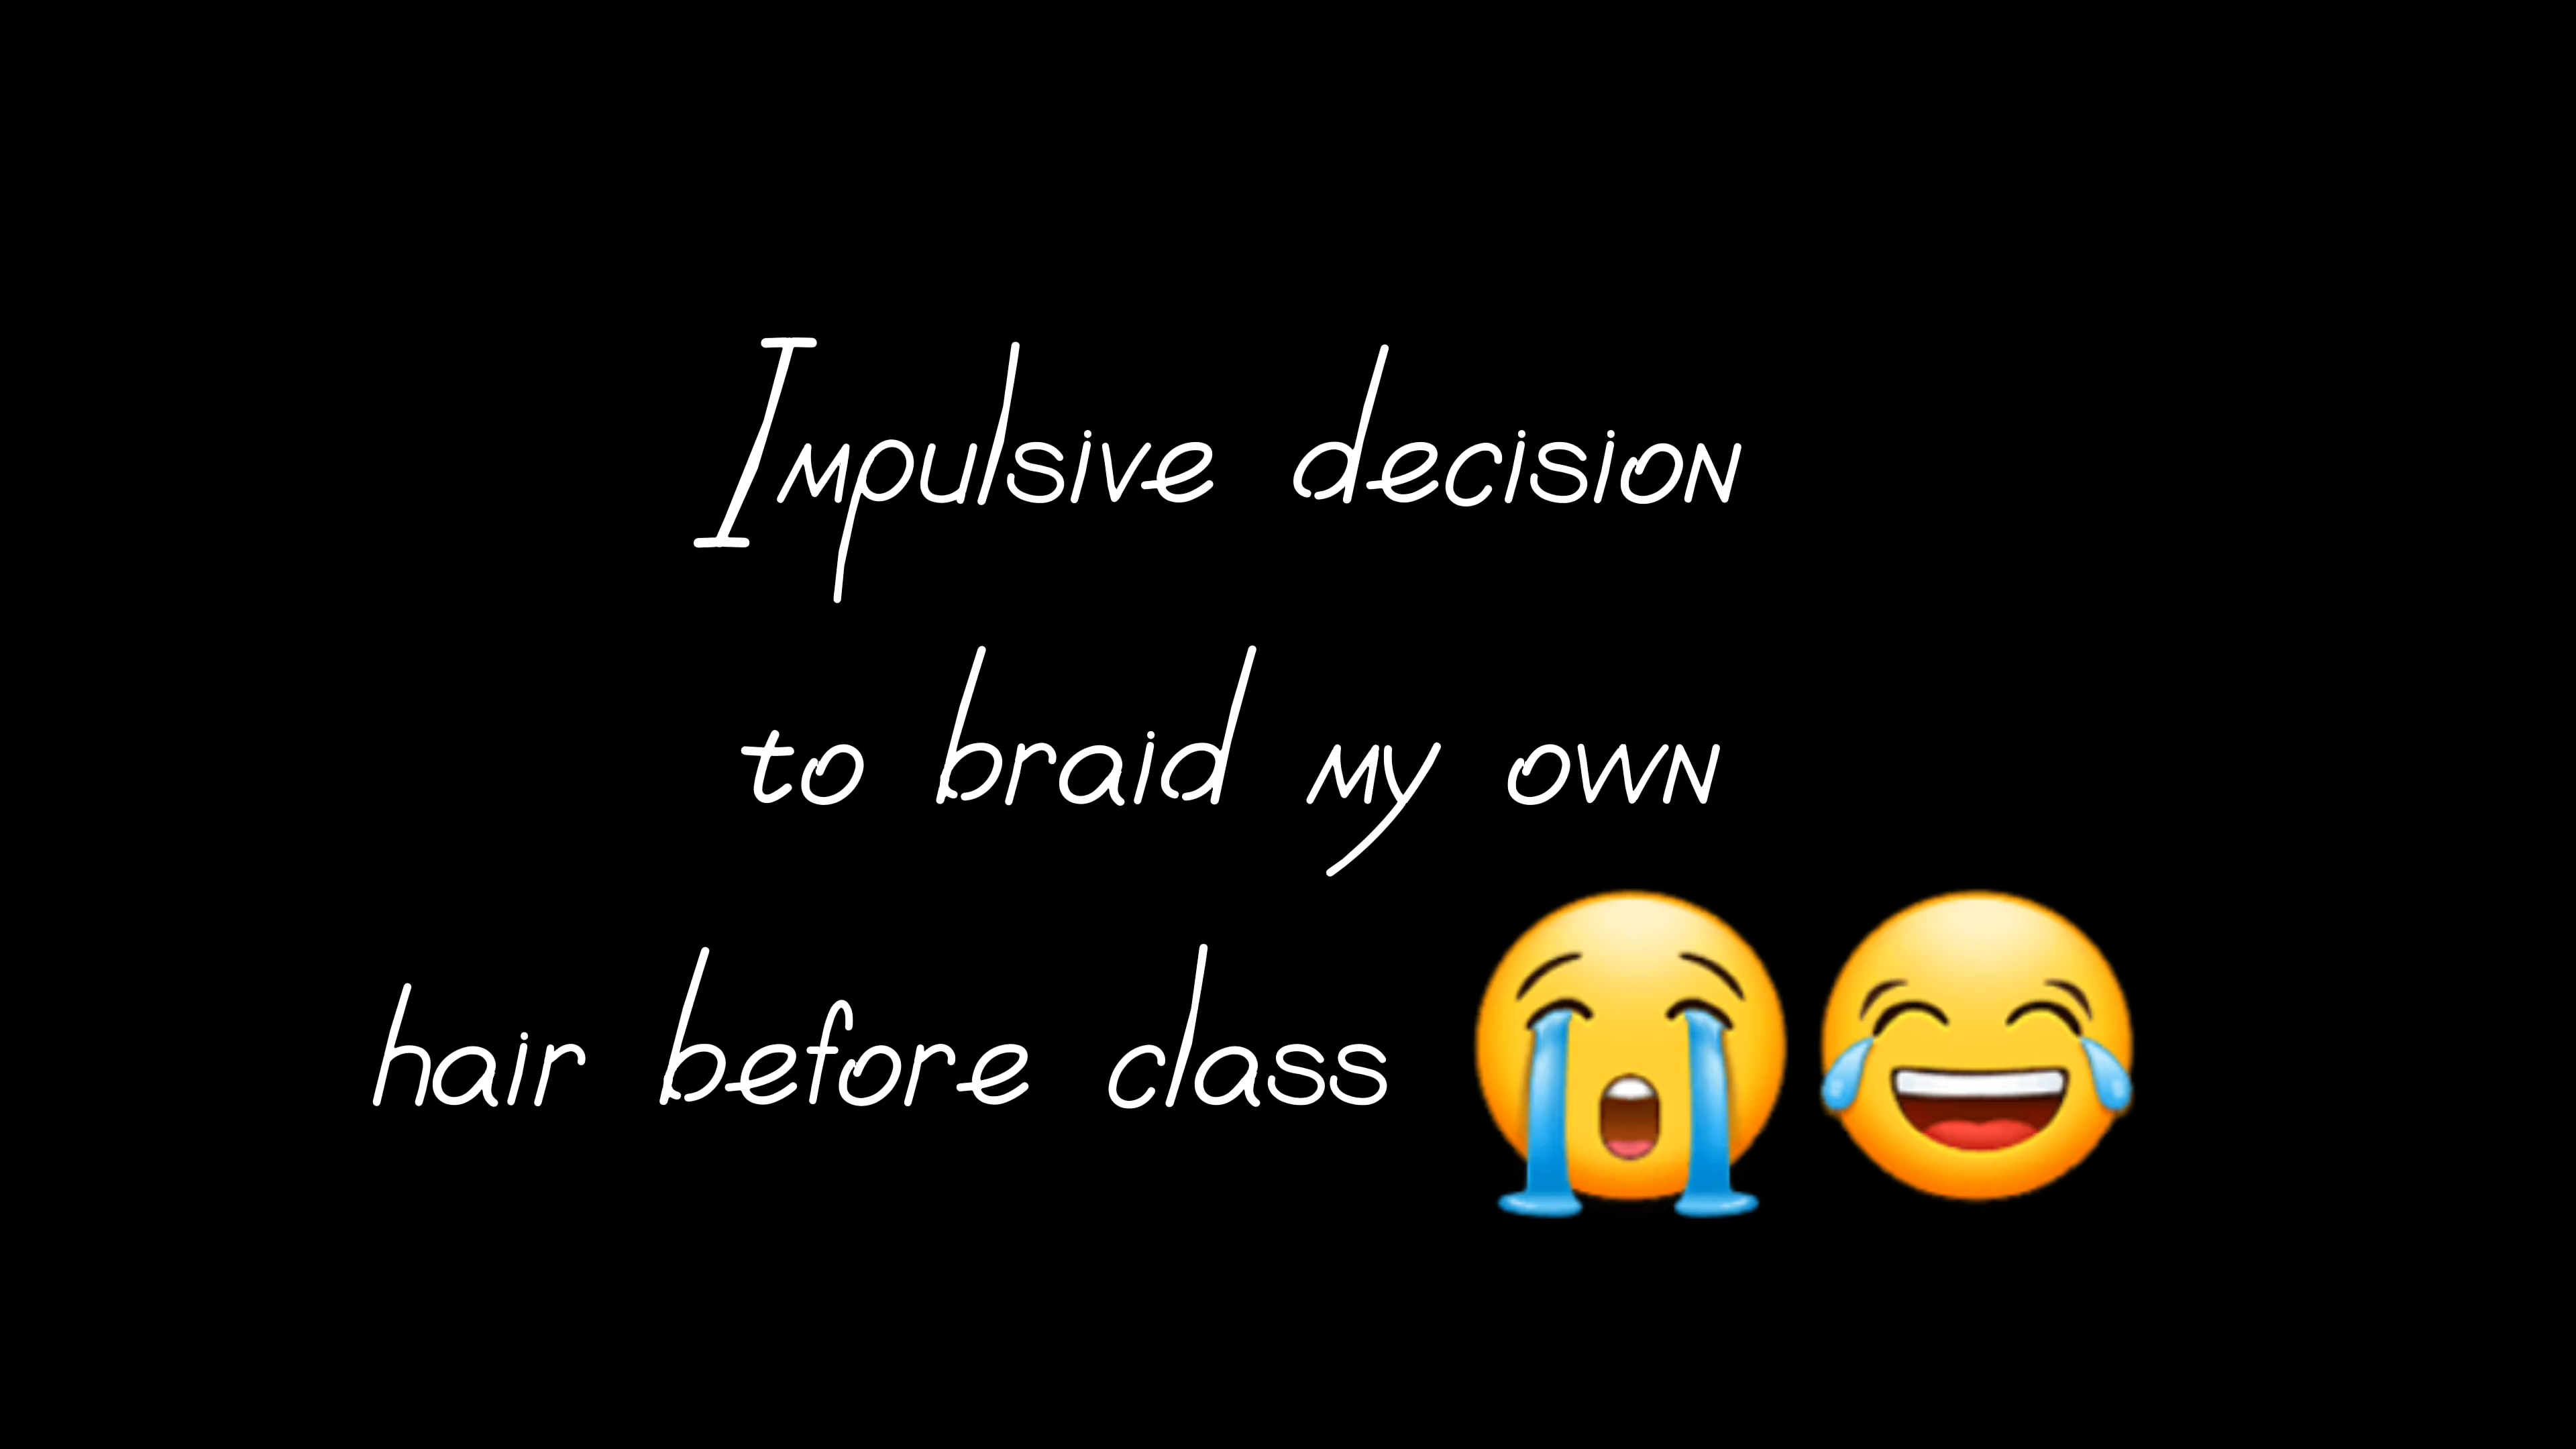 Impulsive decision
to braid my own
hair before class 😭😂